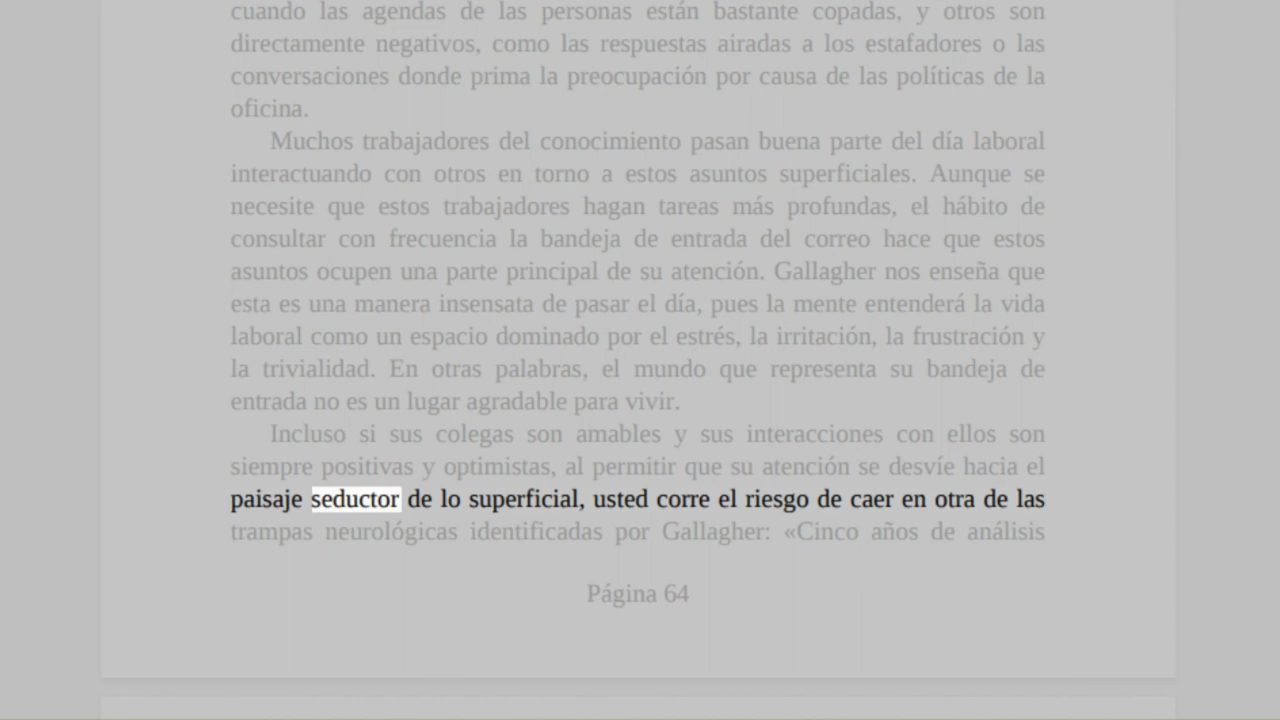 cuando las agendas de las personas están bastante copadas, y otros son
directamente negativos, como las respuestas airadas a los estafadores o las
conversaciones donde prima la preocupación por causa de las políticas de la
oficina.
Muchos trabajadores del conocimiento pasan buena parte del día laboral
interactuando con otros en torno a estos asuntos superficiales. Aunque se
necesite que estos trabajadores hagan tareas más profundas, el hábito de
consultar con frecuencia la bandeja de entrada del correo hace que estos
asuntos ocupen una parte principal de su atención. Gallagher nos enseña que
esta es una manera insensata de pasar el día, pues la mente entenderá la vida
laboral como un espacio dominado por el estrés, la irritación, la frustración y
la trivialidad. En otras palabras, el mundo que representa su bandeja de
entrada no es un lugar agradable para vivir.
Incluso si sus colegas son amables y sus interacciones con ellos son
siempre positivas y optimistas, al permitir que su atención se desvíe hacia el
paisaje seductor de lo superficial, usted corre el riesgo de caer en otra de las
trampas neurológicas identificadas por Gallagher: «Cinco años de análisis
Página 64